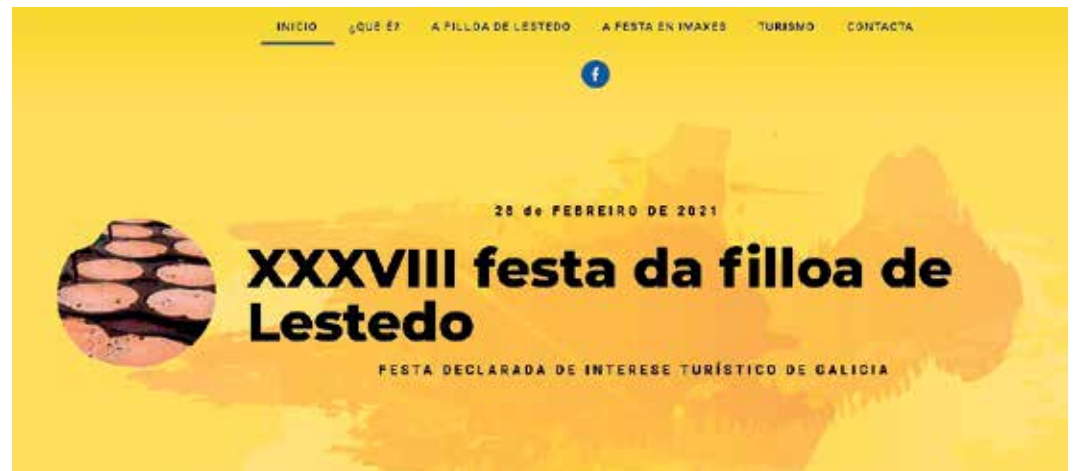 INICIO ¿QUE É? A FILLOA DE LESTEDO A FESTA EN IMAXES TURISMO CONTACTA
f
28 de FEBREIRO DE 2021
XXXVIII festa da filloa de
Lestedo
FESTA DECLARADA DE INTERESE TURÍSTICO DE GALICIA